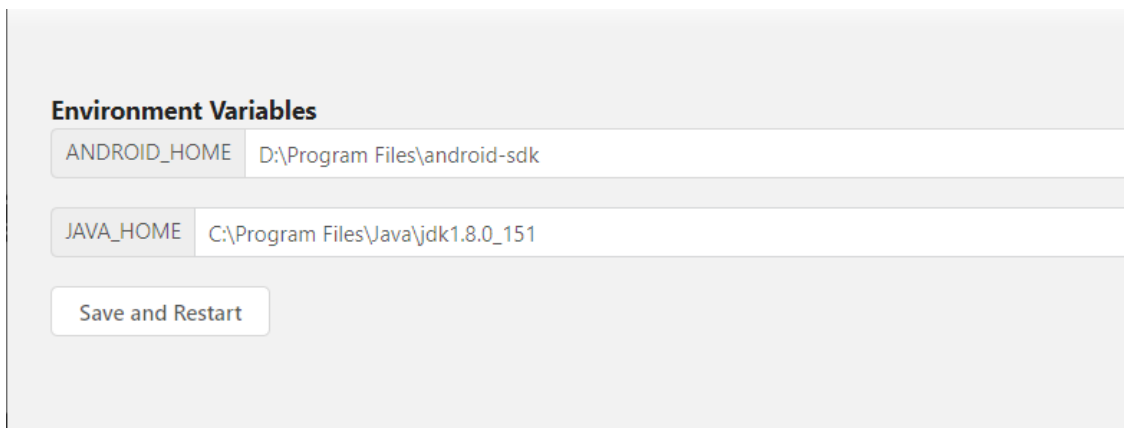 Environment Variables
ANDROID_HOME D:\Program Files\android-sdk
JAVA_HOME C:\Program Files\Java\jdk1.8.0_151
Save and Restart